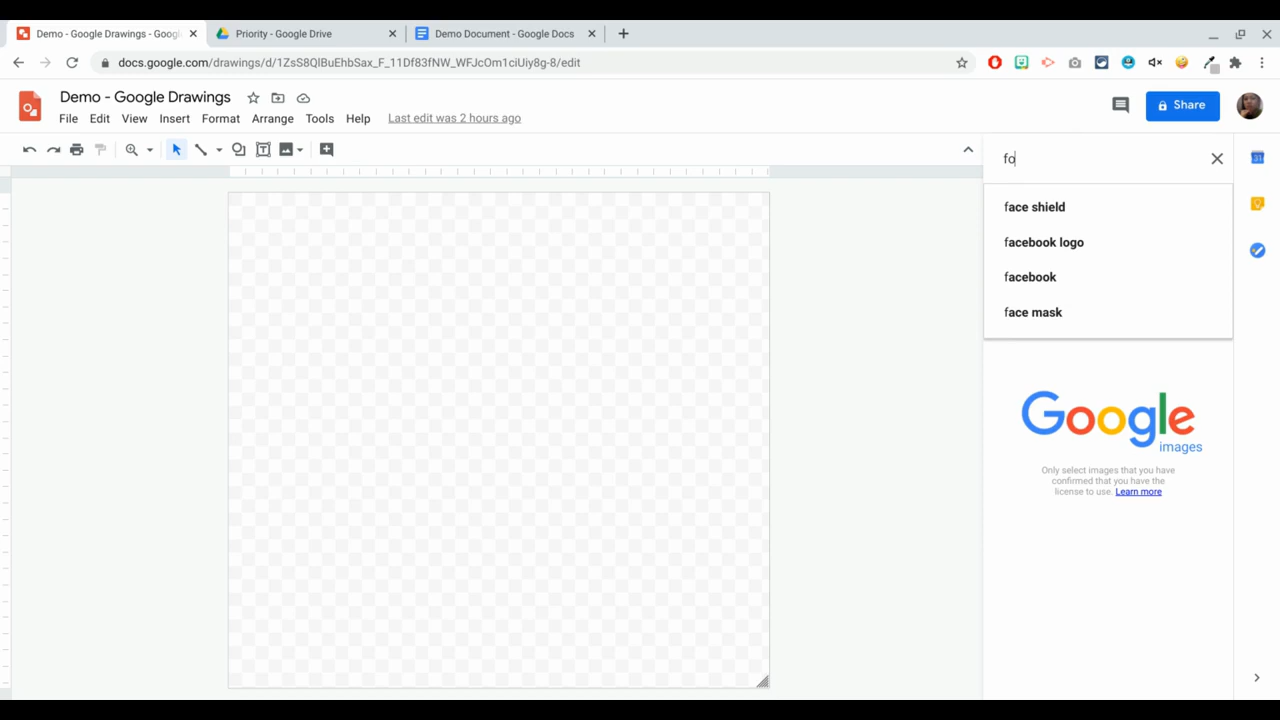 Demo - Google Drawings - Googl
Priority - Google Drive
Demo Document - Google Docs
docs.google.com/drawings/d/1ZsS8QlBuEhbSax_F_11Df83fNW_WFJcOm1ciUiy8g-8/edit
Demo - Google Drawings
File Edit View Insert Format Arrange Tools Help Last edit was 2 hours ago
Share
fo
face shield
facebook logo
facebook
face mask
Google
images
Only select images that you have
confirmed that you have the
license to use. Learn more
31